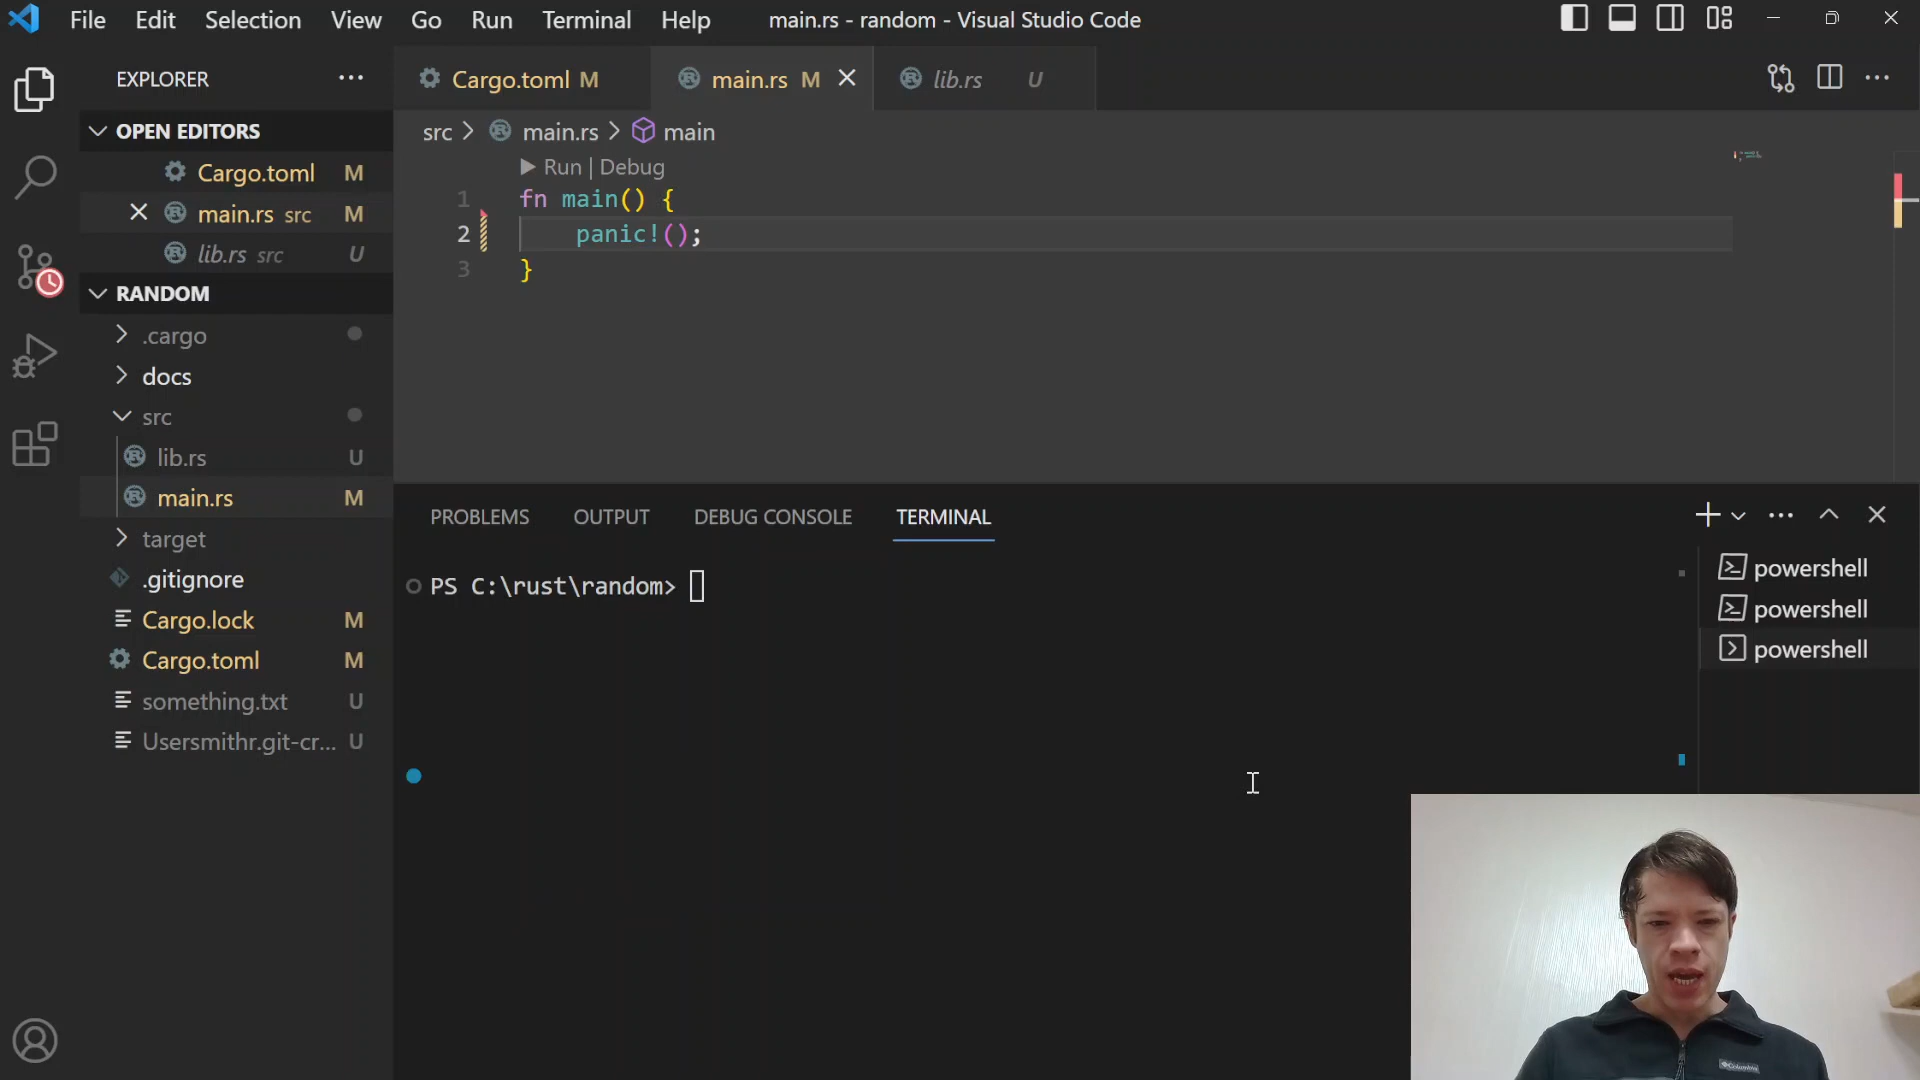 File Edit Selection View Go Run Terminal Help main.rs - random - Visual Studio Code
EXPLORER
OPEN EDITORS
Cargo.toml M
main.rs src M
lib.rs src U
RANDOM
.cargo
docs
src
lib.rs U
main.rs M
target
.gitignore
Cargo.lock M
Cargo.toml M
something.txt U
Usersmithr.git-cr... U
Cargo.toml M main.rs M lib.rs U
src > main.rs > main
Run | Debug
1 fn main() {
2 panic!();
3 }
PROBLEMS OUTPUT DEBUG CONSOLE TERMINAL
PS C:\rust\random>
powershell
powershell
powershell
Columbia